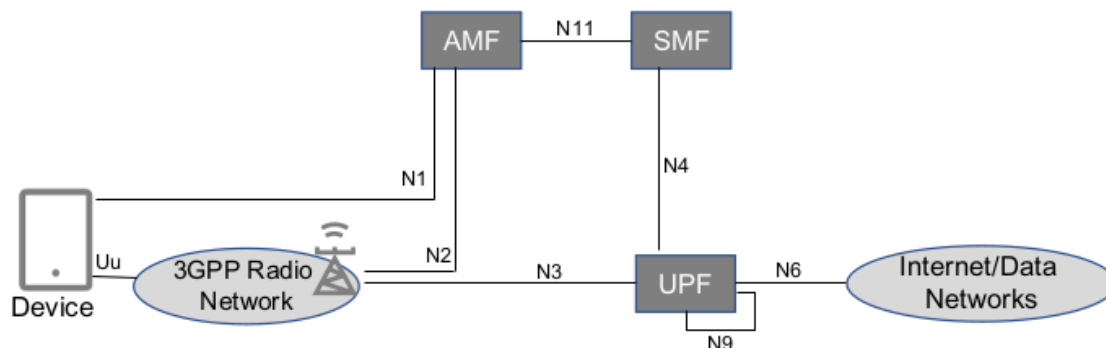 AMF
N11
SMF
N1
N4
Uu
3GPP Radio
Network
N2
N3
UPF
N6
Internet/Data
Networks
Device
N9